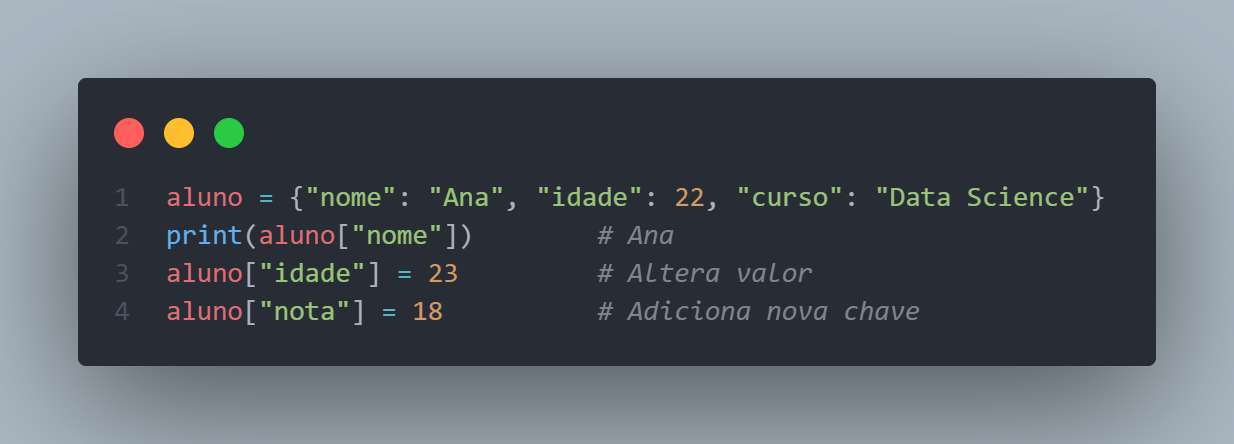 1 aluno = {"nome": "Ana", "idade": 22, "curso": "Data Science"}
2 print(aluno["nome"])        # Ana
3 aluno["idade"] = 23         # Altera valor
4 aluno["nota"] = 18          # Adiciona nova chave